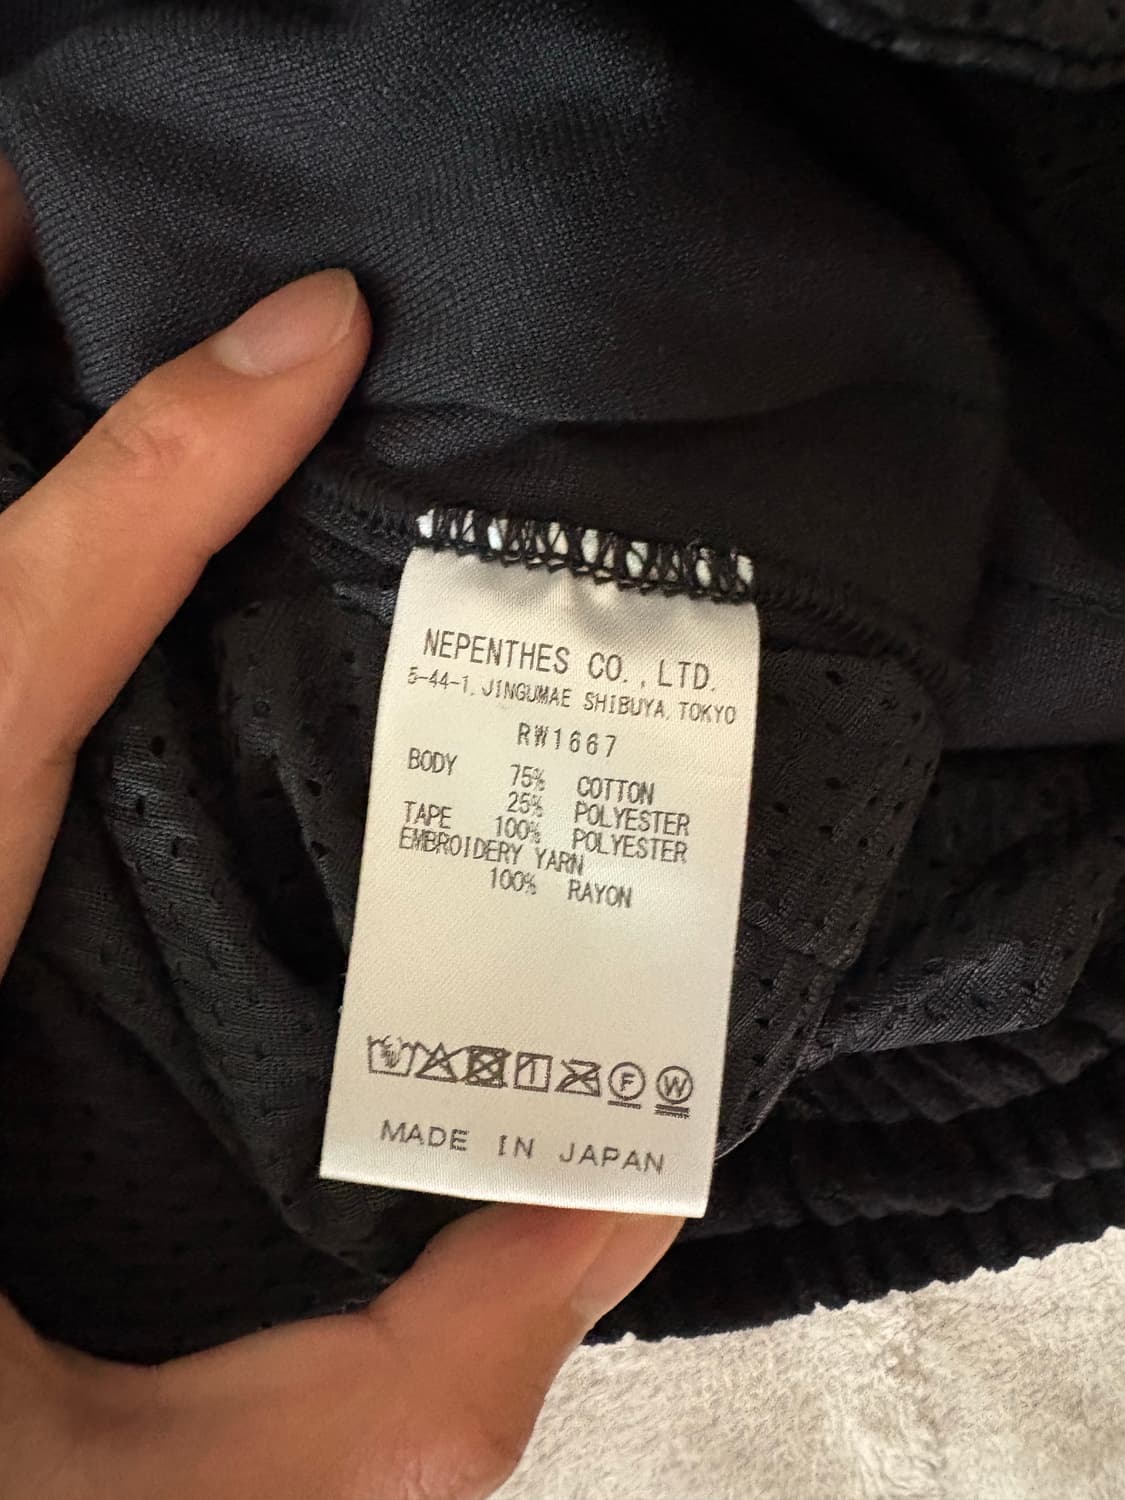 NEPENTHES CO., LTD.
5-44-1, JINGUMAE SHIBUYA, TOKYO
RW1667
BODY 75% COTTON
25% POLYESTER
TAPE 100% POLYESTER
EMBROIDERY YARN
100% RAYON
F W
MADE IN JAPAN